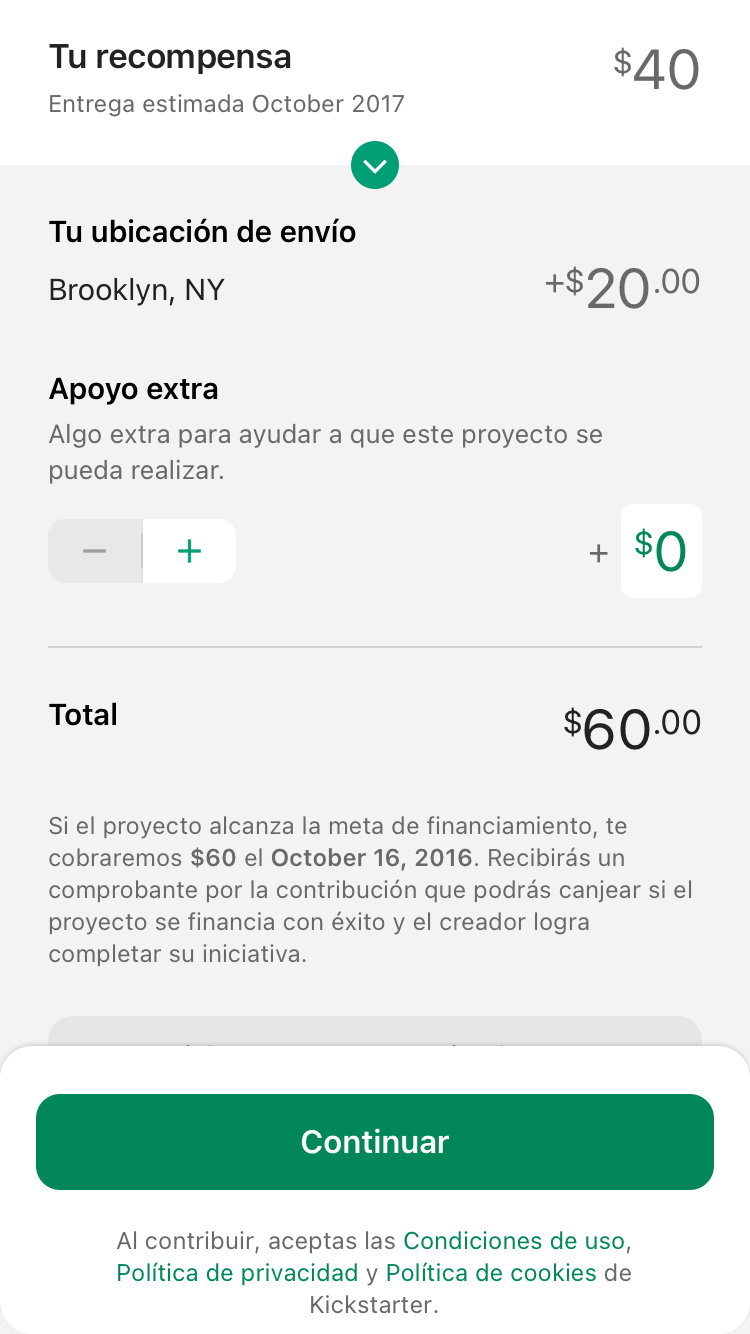 Tu recompensa
$40
Entrega estimada October 2017
Tu ubicación de envío
Brooklyn, NY
+$20.00
Apoyo extra
Algo extra para ayudar a que este proyecto se
pueda realizar.
− +
+ $0
Total
$60.00
Si el proyecto alcanza la meta de financiamiento, te
cobraremos $60 el October 16, 2016. Recibirás un
comprobante por la contribución que podrás canjear si el
proyecto se financia con éxito y el creador logra
completar su iniciativa.
Continuar
Al contribuir, aceptas las Condiciones de uso,
Política de privacidad y Política de cookies de
Kickstarter.